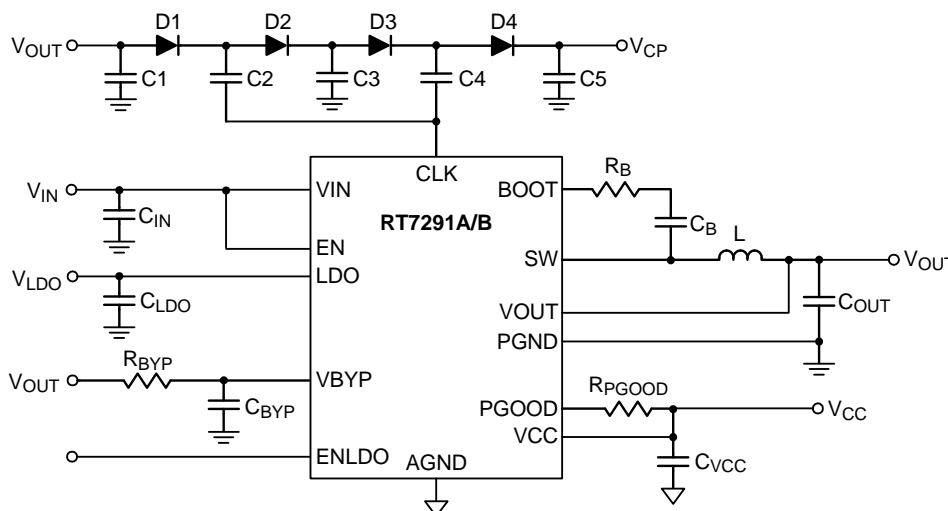 D1 D2 D3 D4
VOUT VCP
C1 C2 C3 C4 C5
CLK
VIN VIN BOOT RB
CIN RT7291A/B CB
EN SW L VOUT
VLDO LDO
CLDO VOUT COUT
PGND
RBYP
VOUT VBYP PGOOD RPGOOD VCC
CBYP VCC
ENLDO AGND CVCC